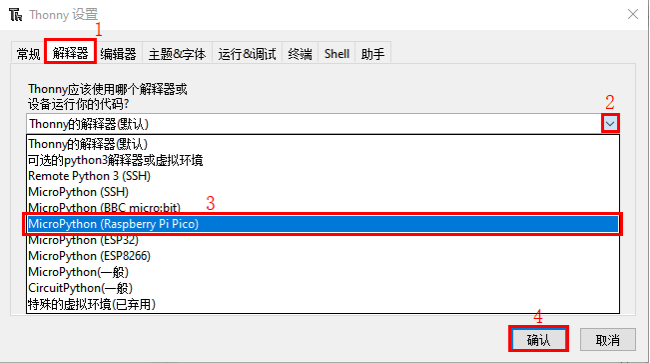 Thonny 设置
1
常规 解释器 编辑器 主题&字体 运行&调试 终端 Shell 助手
Thonny应该使用哪个解释器或
设备运行你的代码?
2
Thonny的解释器(默认)
Thonny的解释器(默认)
可选的python3解释器或虚拟环境
Remote Python 3 (SSH)
MicroPython (SSH)
MicroPython (BBC micro:bit)
3
MicroPython (Raspberry Pi Pico)
MicroPython (ESP32)
MicroPython (ESP8266)
MicroPython(一般)
CircuitPython(一般)
特殊的虚拟环境(已弃用)
4
确认 取消